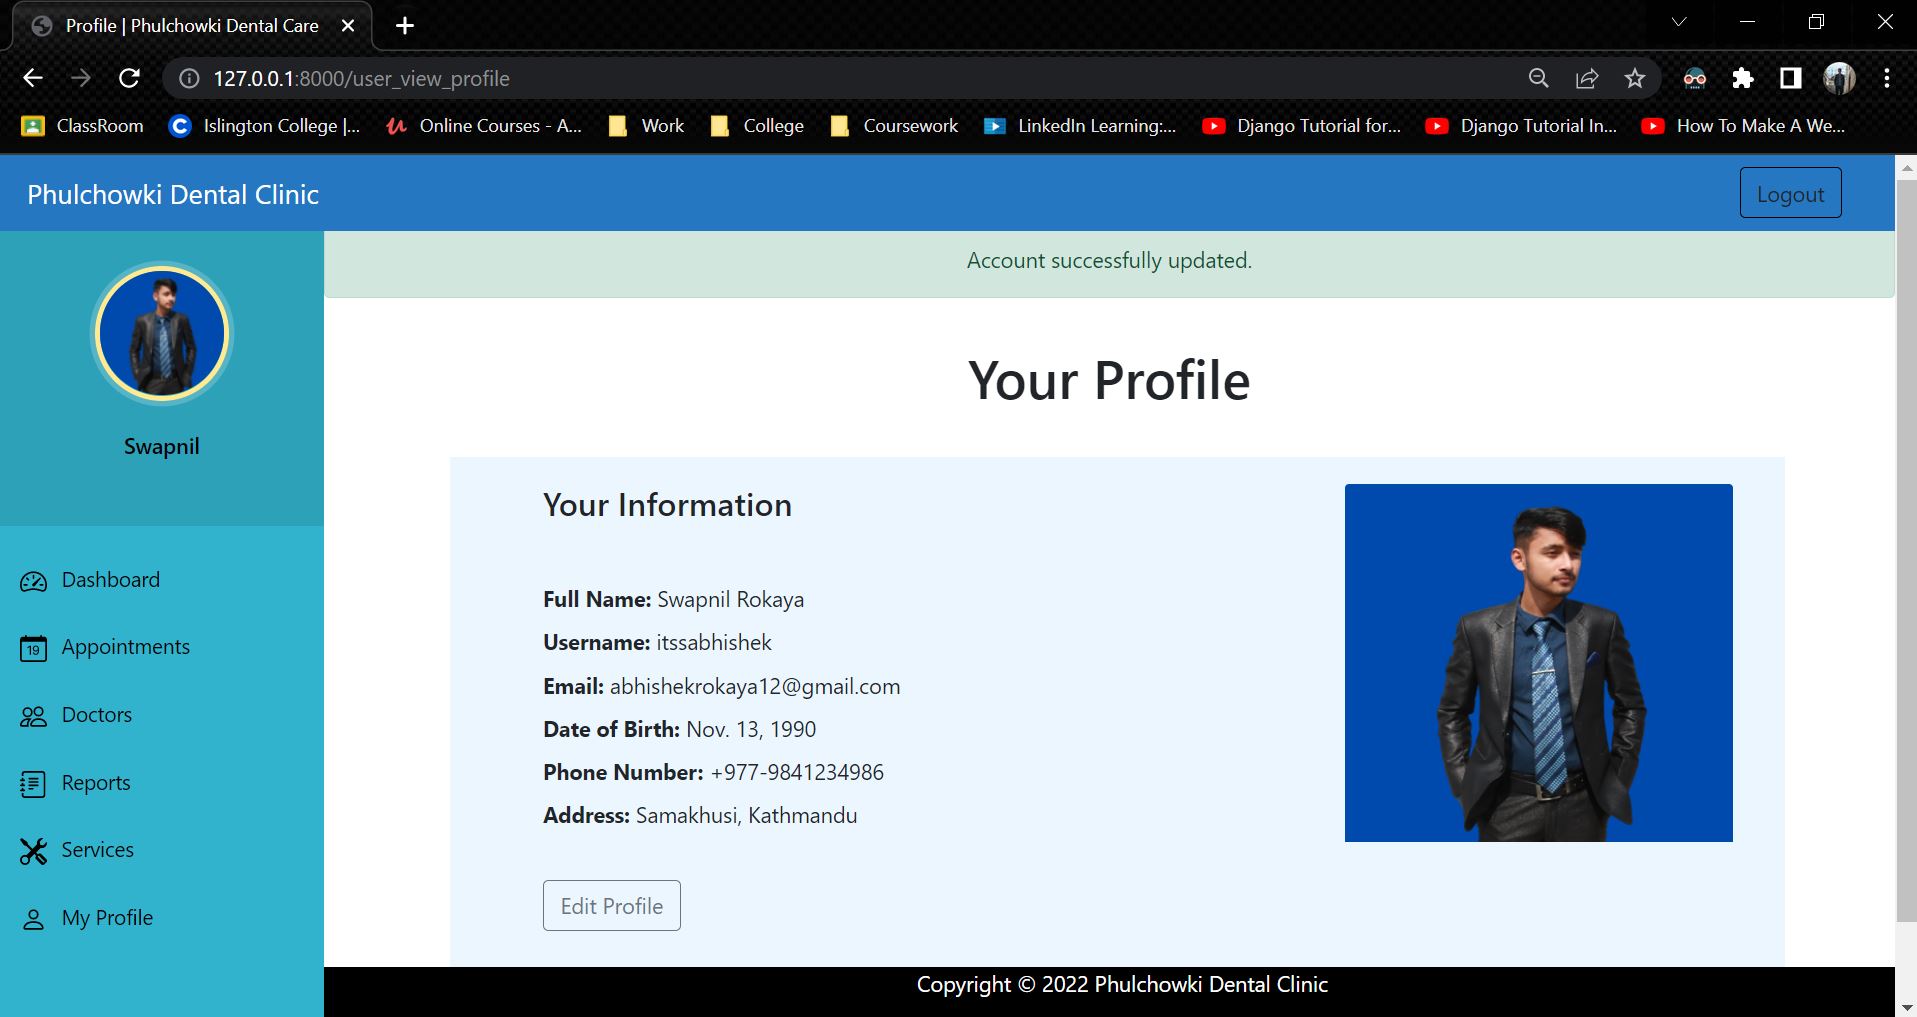 Profile | Phulchowki Dental Care
127.0.0.1:8000/user_view_profile
ClassRoom
Islington College |...
Online Courses - A...
Work
College
Coursework
LinkedIn Learning:...
Django Tutorial for...
Django Tutorial In...
How To Make A We...
Phulchowki Dental Clinic
Logout
Account successfully updated.
Swapnil
Dashboard
19
Appointments
Doctors
Reports
Services
My Profile
Your Profile
Your Information
Full Name: Swapnil Rokaya
Username: itssabhishek
Email: abhishekrokaya12@gmail.com
Date of Birth: Nov. 13, 1990
Phone Number: +977-9841234986
Address: Samakhusi, Kathmandu
Edit Profile
Copyright © 2022 Phulchowki Dental Clinic